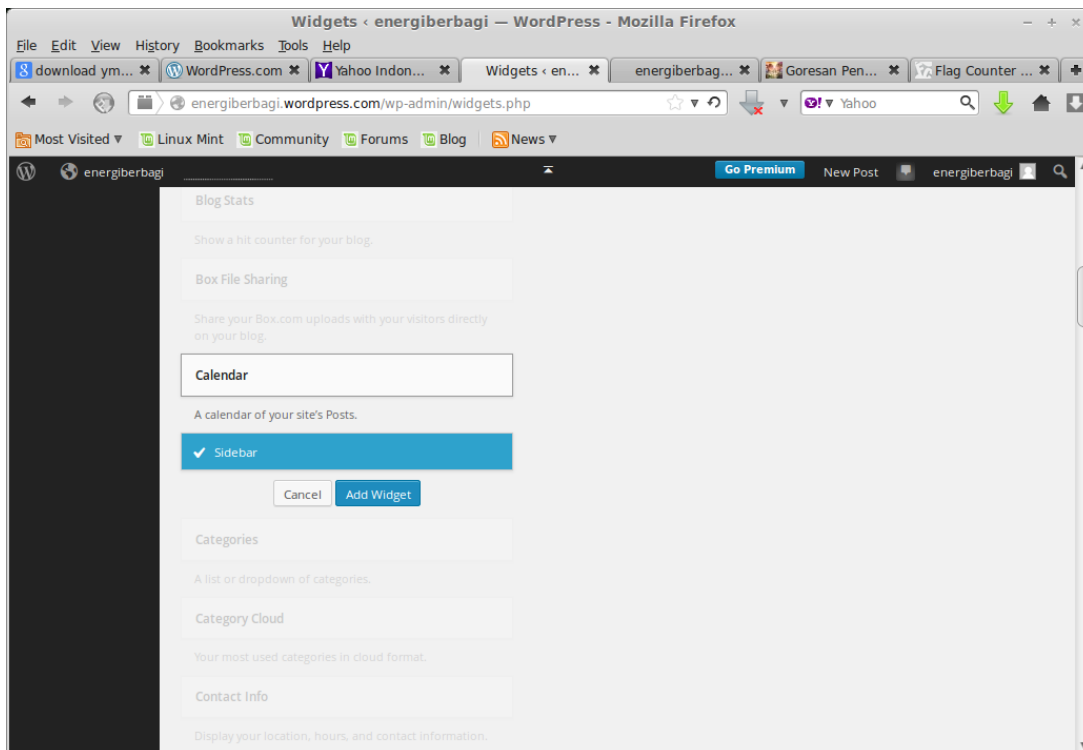 Widgets ‹ energiberbagi — WordPress - Mozilla Firefox
File Edit View History Bookmarks Tools Help
download ym... WordPress.com Yahoo Indon... Widgets ‹ en... energiberbag... Goresan Pen... Flag Counter ...
energiberbagi.wordpress.com/wp-admin/widgets.php Yahoo
Most Visited Linux Mint Community Forums Blog News
energiberbagi Go Premium New Post energiberbagi
Blog Stats
Show a hit counter for your blog.
Box File Sharing
Share your Box.com uploads with your visitors directly
on your blog.
Calendar
A calendar of your site's Posts.
Sidebar
Cancel Add Widget
Categories
A list or dropdown of categories.
Category Cloud
Your most used categories in cloud format.
Contact Info
Display your location, hours, and contact information.